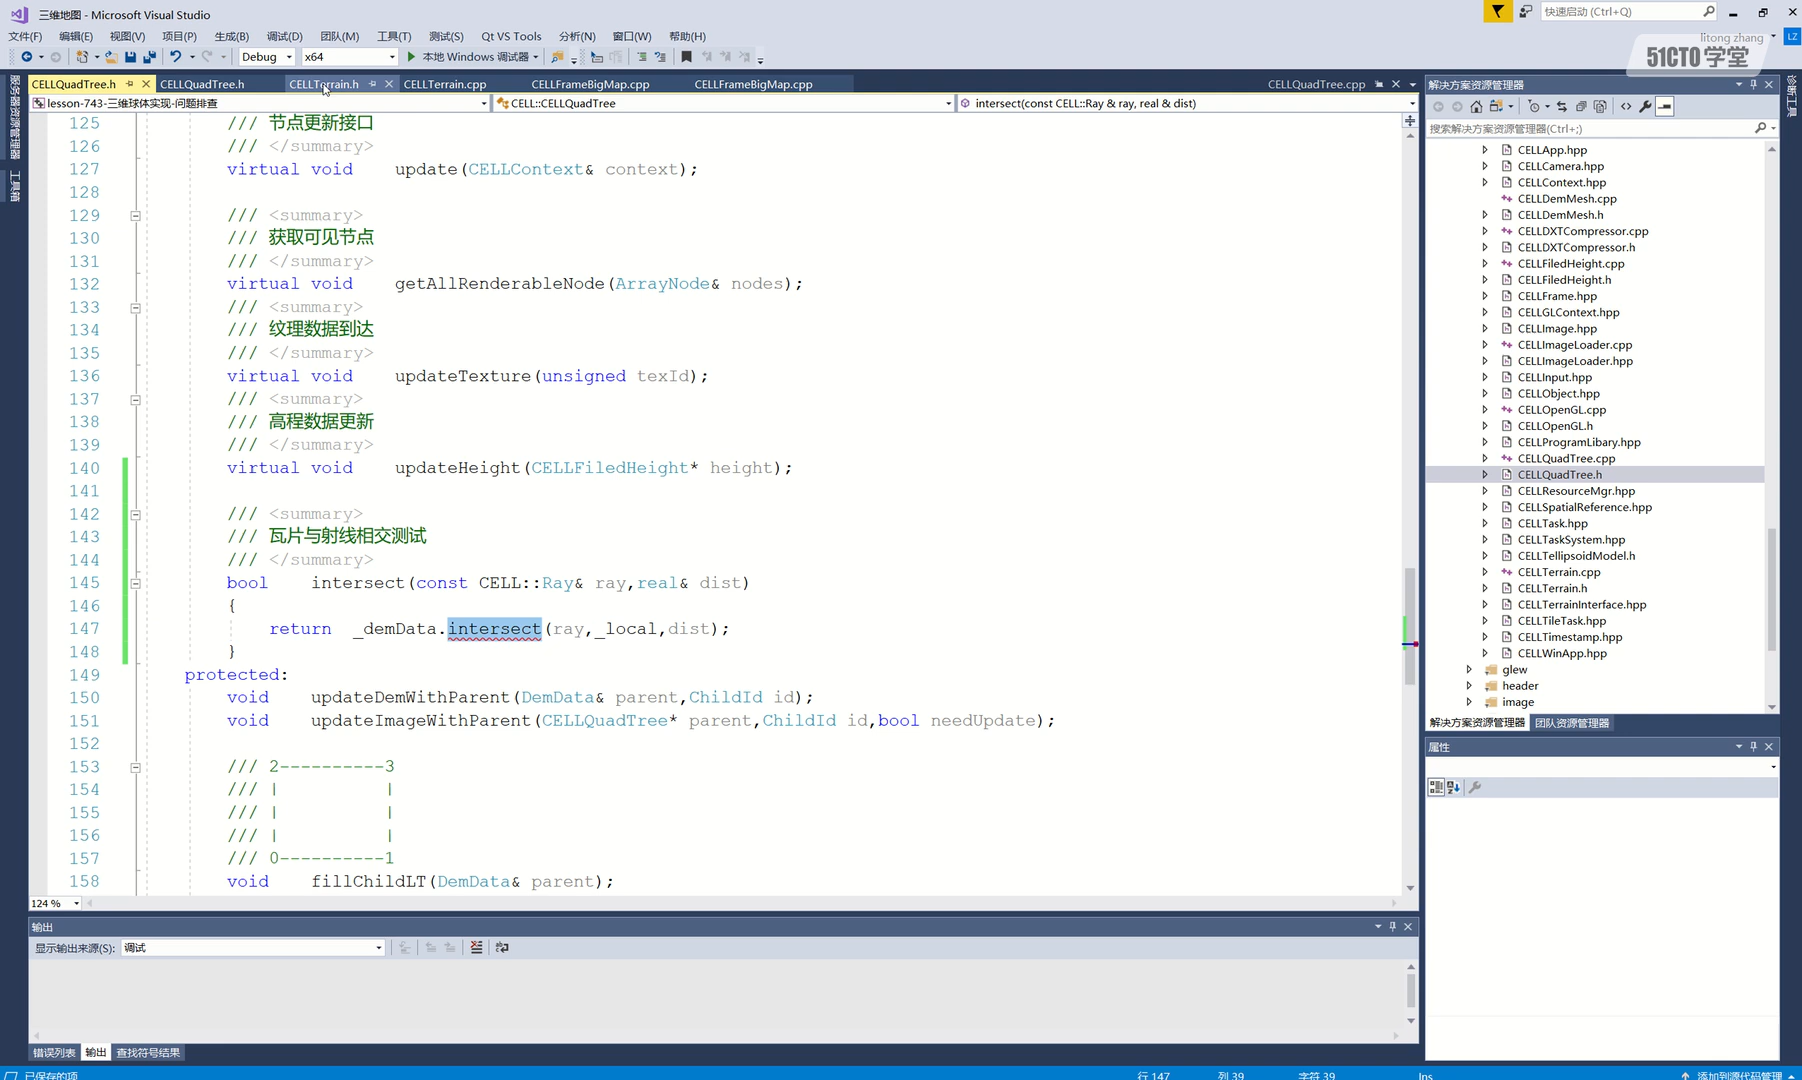 三维地图 - Microsoft Visual Studio
快速启动 (Ctrl+Q)
文件(F) 编辑(E) 视图(V) 项目(P) 生成(B) 调试(D) 团队(M) 工具(T) 测试(S) Qt VS Tools 分析(N) 窗口(W) 帮助(H)
litong zhang LZ
51CTO 学堂
Debug x64 本地 Windows 调试器
服务器资源管理器
工具箱
诊断工具
CELLQuadTree.h CELLQuadTree.h CELLTerrain.h CELLTerrain.cpp CELLFrameBigMap.cpp CELLFrameBigMap.cpp CELLQuadTree.cpp
lesson-743-三维球体实现-问题排查 CELL::CELLQuadTree intersect(const CELL::Ray & ray, real & dist)
125 /// 节点更新接口
126 /// </summary>
127 virtual void update(CELLContext& context);
128
129 /// <summary>
130 /// 获取可见节点
131 /// </summary>
132 virtual void getAllRenderableNode(ArrayNode& nodes);
133 /// <summary>
134 /// 纹理数据到达
135 /// </summary>
136 virtual void updateTexture(unsigned texId);
137 /// <summary>
138 /// 高程数据更新
139 /// </summary>
140 virtual void updateHeight(CELLFiledHeight* height);
141
142 /// <summary>
143 /// 瓦片与射线相交测试
144 /// </summary>
145 bool intersect(const CELL::Ray& ray,real& dist)
146 {
147 return _demData.intersect(ray,_local,dist);
148 }
149 protected:
150 void updateDemWithParent(DemData& parent,ChildId id);
151 void updateImageWithParent(CELLQuadTree* parent,ChildId id,bool needUpdate);
152
153 /// 2----------3
154 /// | |
155 /// | |
156 /// | |
157 /// 0----------1
158 void fillChildLT(DemData& parent);
124 %
输出
显示输出来源(S): 调试
错误列表 输出 查找符号结果
已保存的项 行 147 列 39 字符 39 Ins 添加到源代码管理
解决方案资源管理器
搜索解决方案资源管理器(Ctrl+;)
CELLApp.hpp
CELLCamera.hpp
CELLContext.hpp
CELLDemMesh.cpp
CELLDemMesh.h
CELLDXTCompressor.cpp
CELLDXTCompressor.h
CELLFiledHeight.cpp
CELLFiledHeight.h
CELLFrame.hpp
CELLGLContext.hpp
CELLImage.hpp
CELLImageLoader.cpp
CELLImageLoader.hpp
CELLInput.hpp
CELLObject.hpp
CELLOpenGL.cpp
CELLOpenGL.h
CELLProgramLibary.hpp
CELLQuadTree.cpp
CELLQuadTree.h
CELLResourceMgr.hpp
CELLSpatialReference.hpp
CELLTask.hpp
CELLTaskSystem.hpp
CELLTellipsoidModel.h
CELLTerrain.cpp
CELLTerrain.h
CELLTerrainInterface.hpp
CELLTileTask.hpp
CELLTimestamp.hpp
CELLWinApp.hpp
glew
header
image
解决方案资源管理器 团队资源管理器
属性